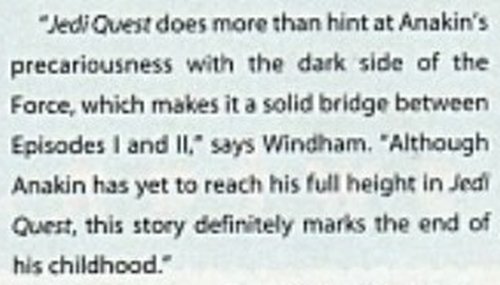 "Jedi Quest does more than hint at Anakin's
precariousness with the dark side of the
Force, which makes it a solid bridge between
Episodes I and II," says Windham. "Although
Anakin has yet to reach his full height in Jedi
Quest, this story definitely marks the end of
his childhood."